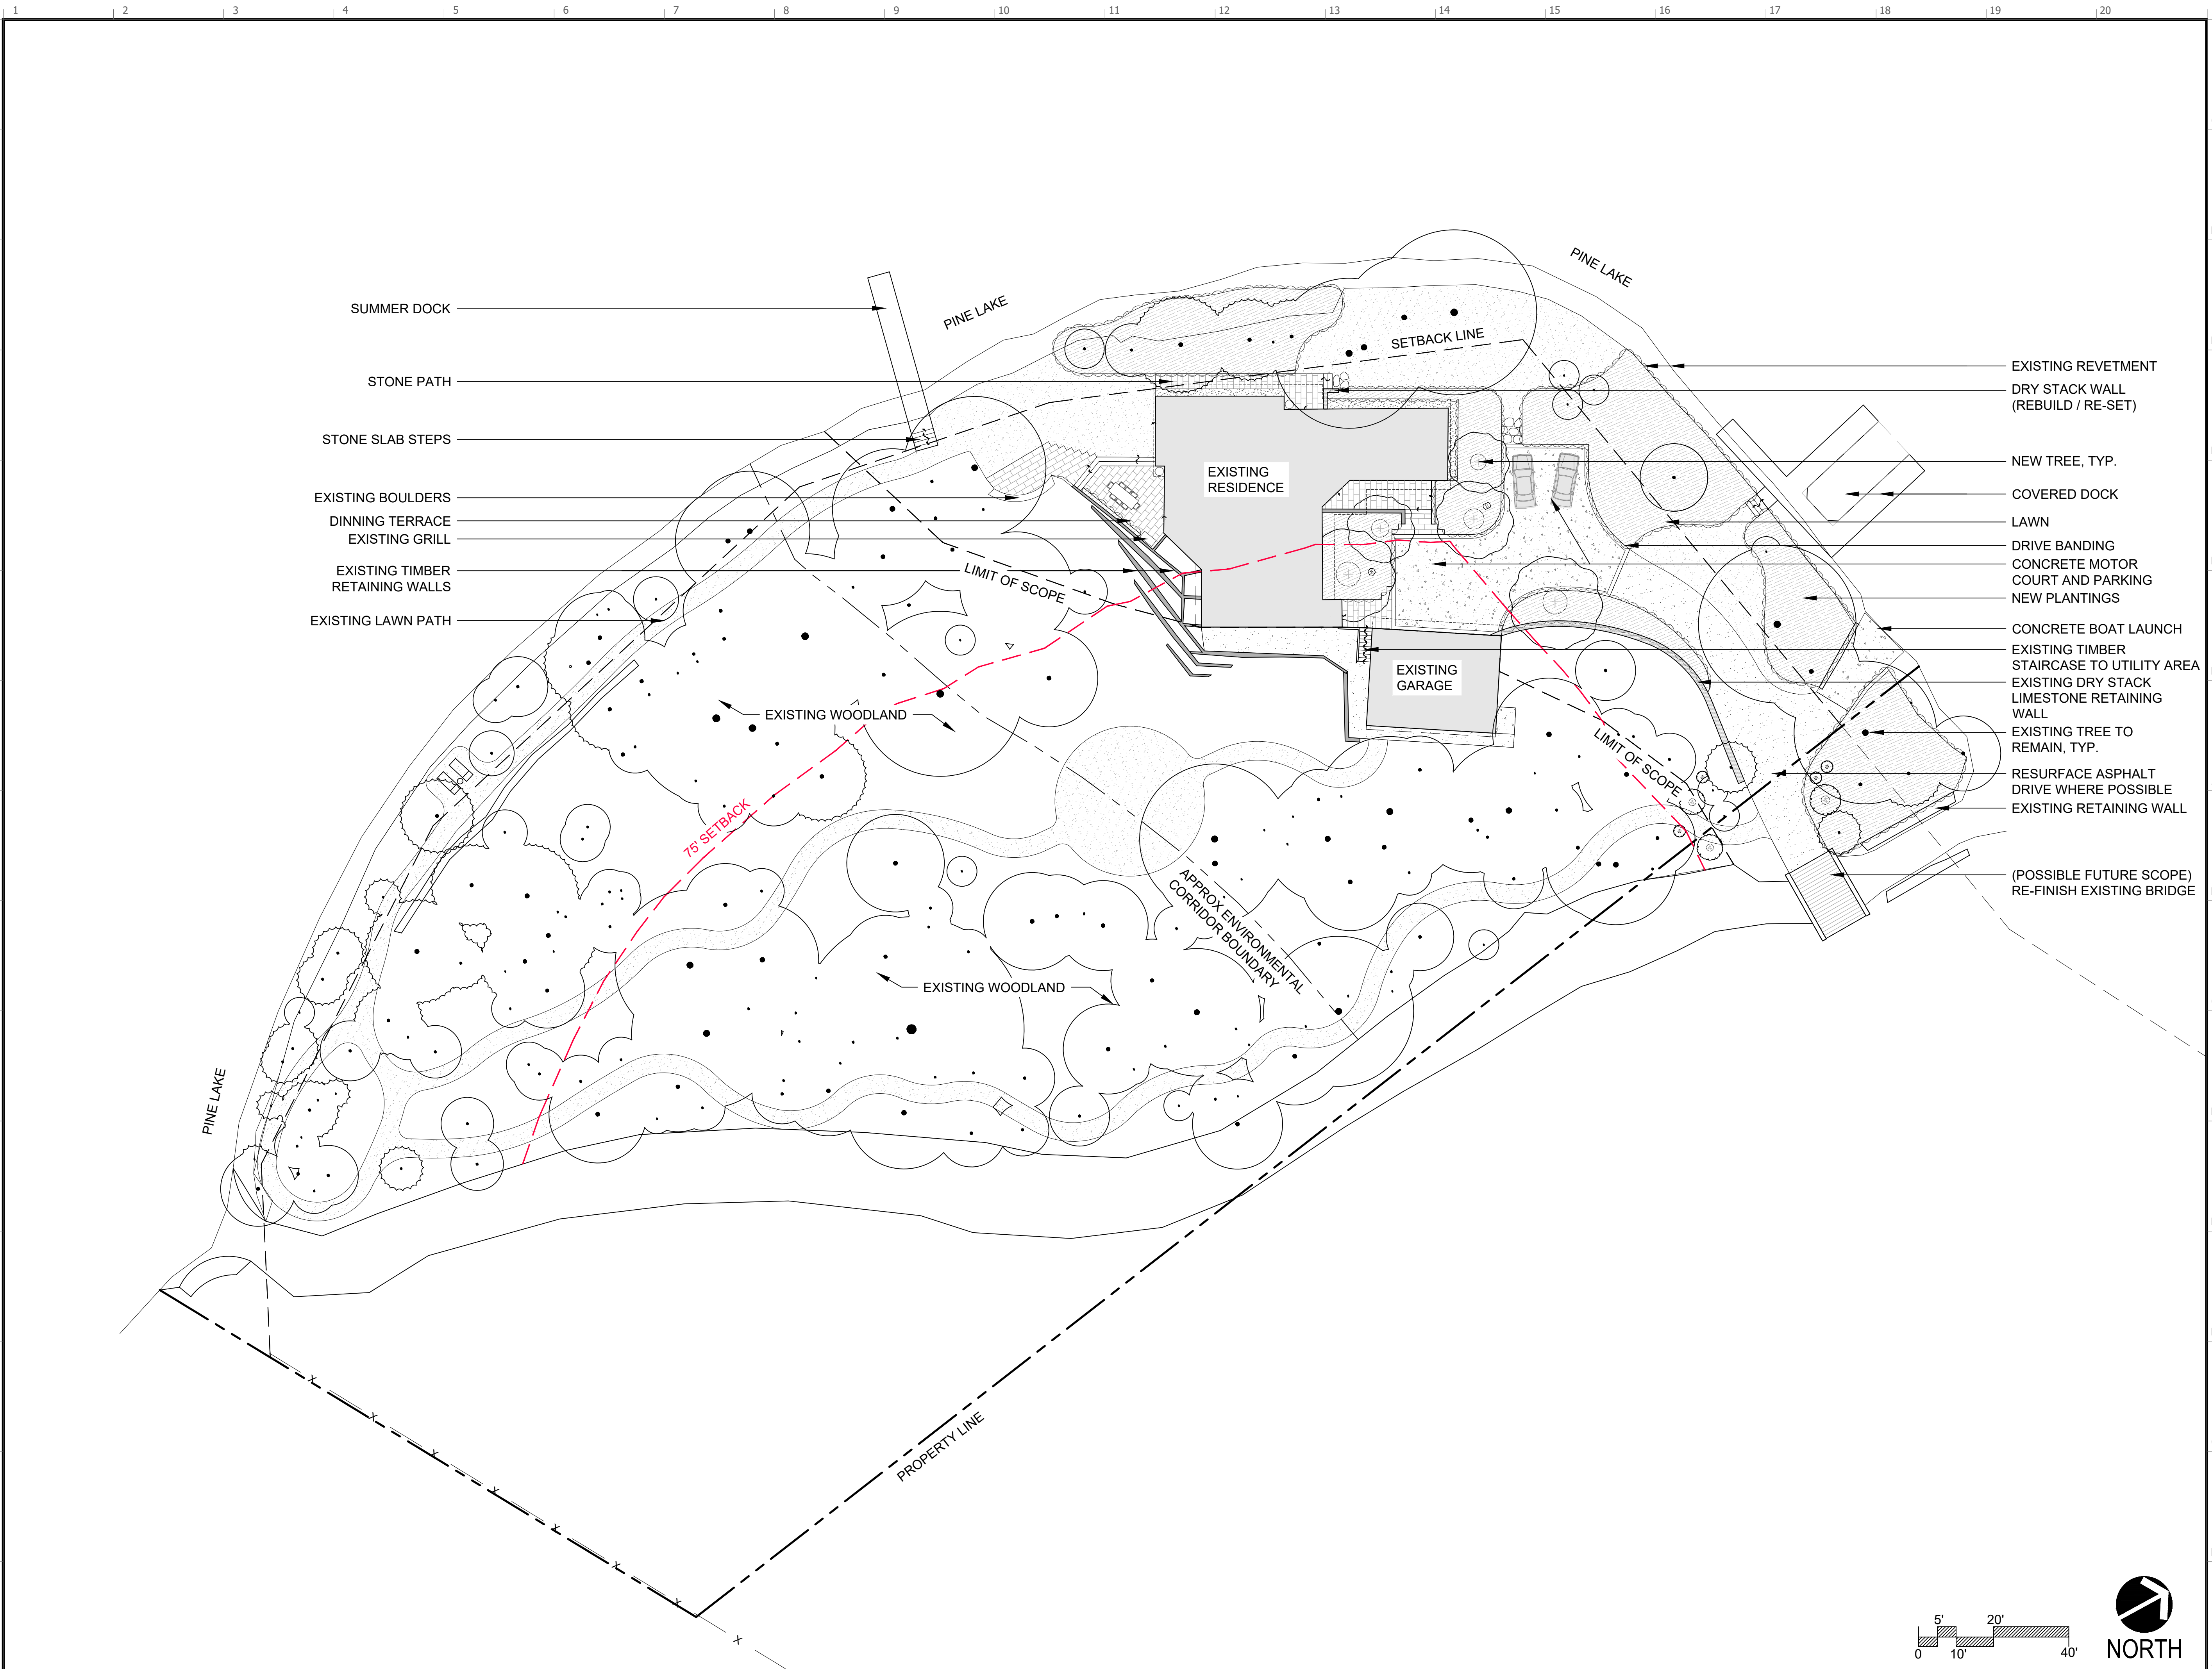 1 2 3 4 5 6 7 8 9 10 11 12 13 14 15 16 17 18 19 20
PINE LAKE
PINE LAKE
SUMMER DOCK
STONE PATH
STONE SLAB STEPS
EXISTING BOULDERS
DINNING TERRACE
EXISTING GRILL
EXISTING TIMBER
RETAINING WALLS
EXISTING LAWN PATH
SETBACK LINE
EXISTING
RESIDENCE
LIMIT OF SCOPE
EXISTING
GARAGE
EXISTING WOODLAND
75' SETBACK
LIMIT OF SCOPE
APPROX ENVIRONMENTAL
CORRIDOR BOUNDARY
EXISTING WOODLAND
PINE LAKE
PROPERTY LINE
EXISTING REVETMENT
DRY STACK WALL
(REBUILD / RE-SET)
NEW TREE, TYP.
COVERED DOCK
LAWN
DRIVE BANDING
CONCRETE MOTOR
COURT AND PARKING
NEW PLANTINGS
CONCRETE BOAT LAUNCH
EXISTING TIMBER
STAIRCASE TO UTILITY AREA
EXISTING DRY STACK
LIMESTONE RETAINING
WALL
EXISTING TREE TO
REMAIN, TYP.
RESURFACE ASPHALT
DRIVE WHERE POSSIBLE
EXISTING RETAINING WALL
(POSSIBLE FUTURE SCOPE)
RE-FINISH EXISTING BRIDGE
X X X X X X X X
5' 20'
0 10' 40'
NORTH